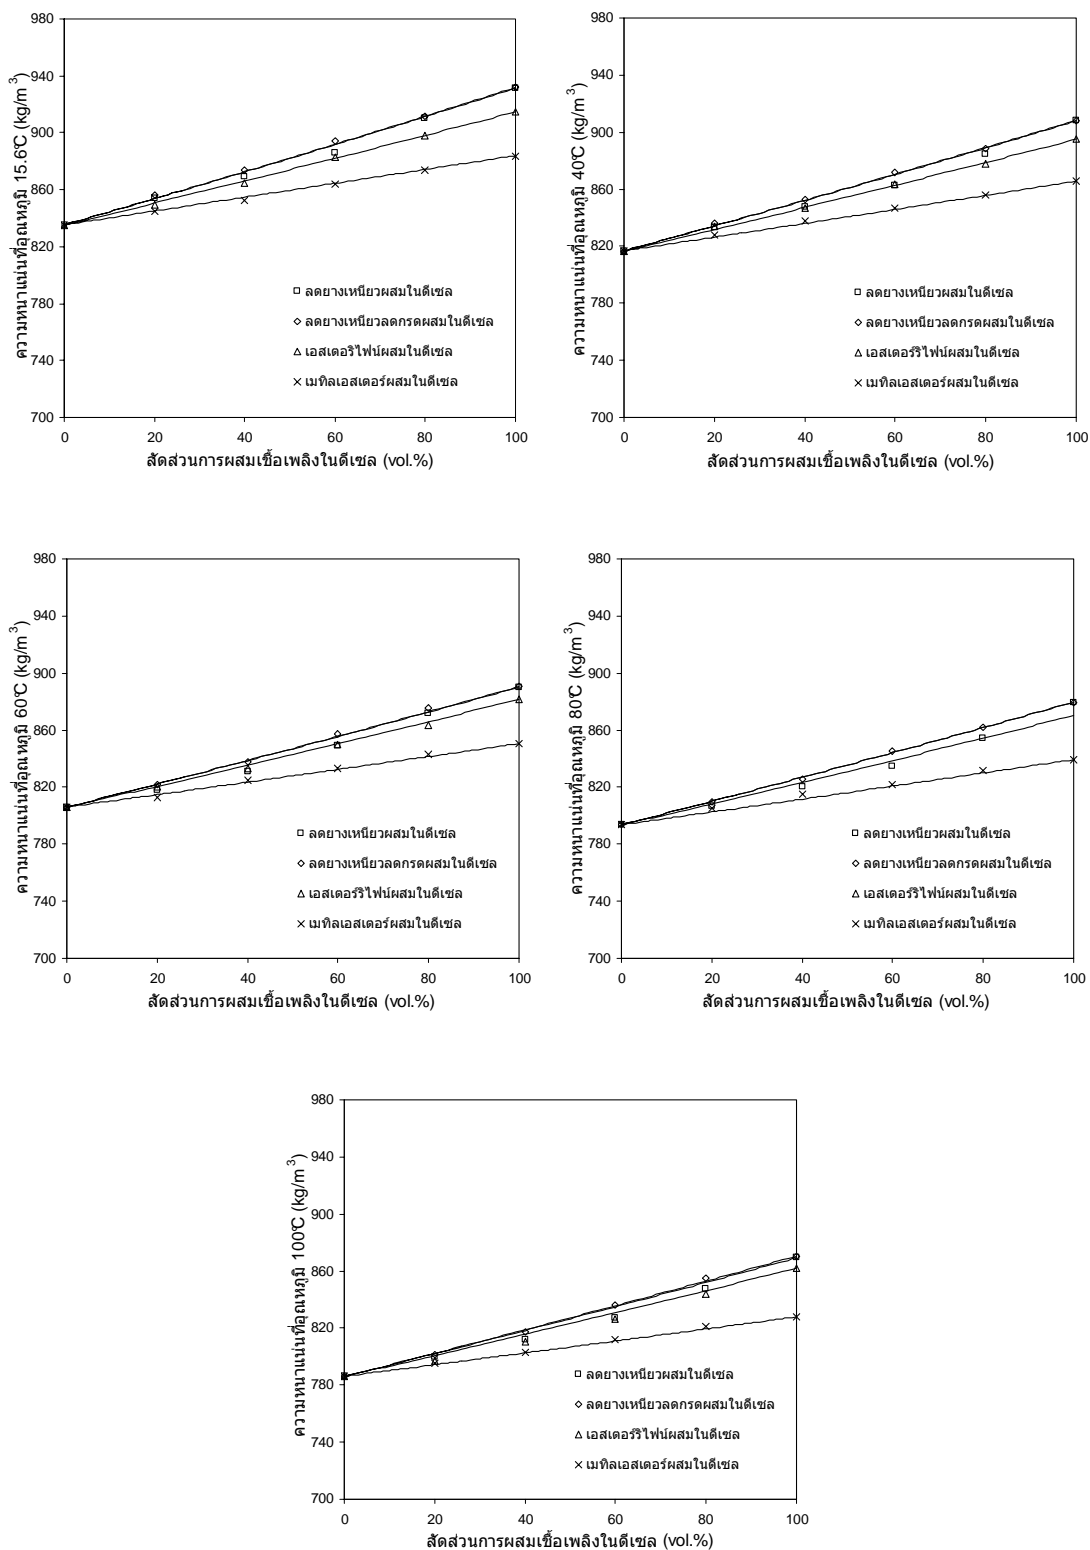 980
940
900
860
820
780
740
700
0 20 40 60 80 100
ความหนาแน่นที่อุณหภูมิ 15.6°C (kg/m 3)
สัดส่วนการผสมเชื้อเพลิงในดีเซล (vol.%)
ลดยางเหนียวผสมในดีเซล
ลดยางเหนียวลดกรดผสมในดีเซล
เอสเตอริไฟน์ผสมในดีเซล
เมทิลเอสเตอร์ผสมในดีเซล
980
940
900
860
820
780
740
700
0 20 40 60 80 100
ความหนาแน่นที่อุณหภูมิ 40°C (kg/m 3)
สัดส่วนการผสมเชื้อเพลิงในดีเซล (vol.%)
ลดยางเหนียวผสมในดีเซล
ลดยางเหนียวลดกรดผสมในดีเซล
เอสเตอร์ริไฟน์ผสมในดีเซล
เมทิลเอสเตอร์ผสมในดีเซล
980
940
900
860
820
780
740
700
0 20 40 60 80 100
ความหนาแน่นที่อุณหภูมิ 60°C (kg/m 3)
สัดส่วนการผสมเชื้อเพลิงในดีเซล (vol.%)
ลดยางเหนียวผสมในดีเซล
ลดยางเหนียวลดกรดผสมในดีเซล
เอสเตอร์ริไฟน์ผสมในดีเซล
เมทิลเอสเตอร์ผสมในดีเซล
980
940
900
860
820
780
740
700
0 20 40 60 80 100
ความหนาแน่นที่อุณหภูมิ 80°C (kg/m 3)
สัดส่วนการผสมเชื้อเพลิงในดีเซล (vol.%)
ลดยางเหนียวผสมในดีเซล
ลดยางเหนียวลดกรดผสมในดีเซล
เอสเตอร์ริไฟน์ผสมในดีเซล
เมทิลเอสเตอร์ผสมในดีเซล
980
940
900
860
820
780
740
700
0 20 40 60 80 100
ความหนาแน่นที่อุณหภูมิ 100°C (kg/m 3)
สัดส่วนการผสมเชื้อเพลิงในดีเซล (vol.%)
ลดยางเหนียวผสมในดีเซล
ลดยางเหนียวลดกรดผสมในดีเซล
เอสเตอร์ริไฟน์ผสมในดีเซล
เมทิลเอสเตอร์ผสมในดีเซล